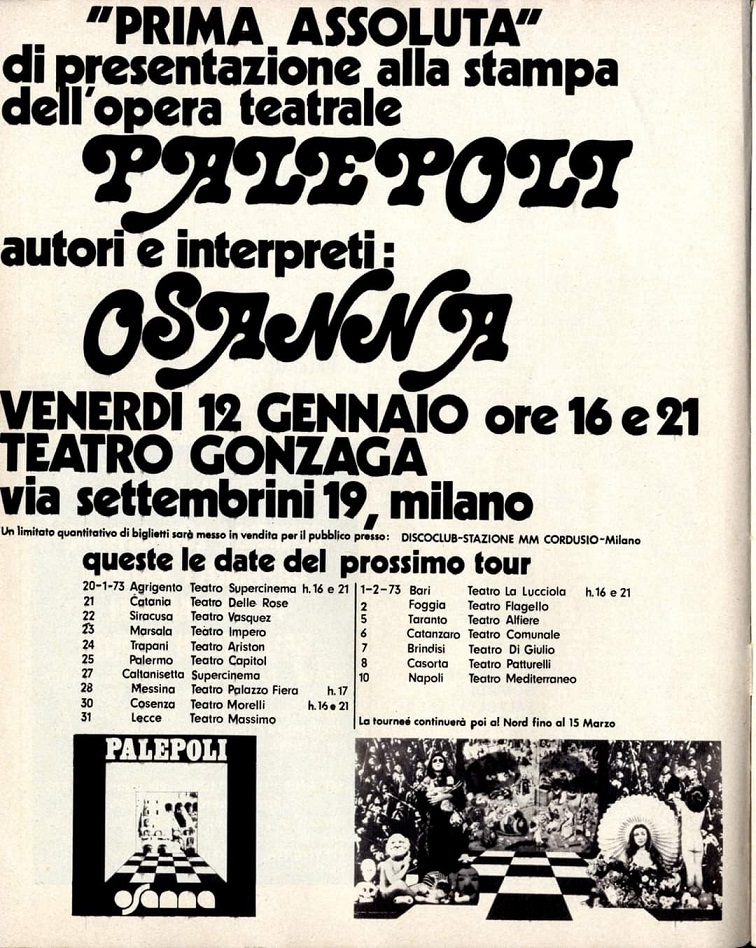 "PRIMA ASSOLUTA"
di presentazione alla stampa
dell'opera teatrale
PALEPOLI
autori e interpreti:
OSANNA
VENERDI 12 GENNAIO ore 16 e 21
TEATRO GONZAGA
via settembrini 19, milano
Un limitato quantitativo di biglietti sarà messo in vendita per il pubblico presso: DISCOCLUB-STAZIONE MM CORDUSIO-Milano
queste le date del prossimo tour
20-1-73 Agrigento Teatro Supercinema h.16 e 21
21 Catania Teatro Delle Rose
22 Siracusa Teatro Vasquez
23 Marsala Teatro Impero
24 Trapani Teatro Ariston
25 Palermo Teatro Capitol
27 Caltanisetta Supercinema
28 Messina Teatro Palazzo Fiera h.17
30 Cosenza Teatro Morelli h.16 e 21
31 Lecce Teatro Massimo
1-2-73 Bari Teatro La Lucciola h.16 e 21
2 Foggia Teatro Flagello
5 Taranto Teatro Alfiere
6 Catanzaro Teatro Comunale
7 Brindisi Teatro Di Giulio
8 Casorta Teatro Patturelli
10 Napoli Teatro Mediterraneo
La tourneé continuerà poi al Nord fino al 15 Marzo
PALEPOLI
osanna